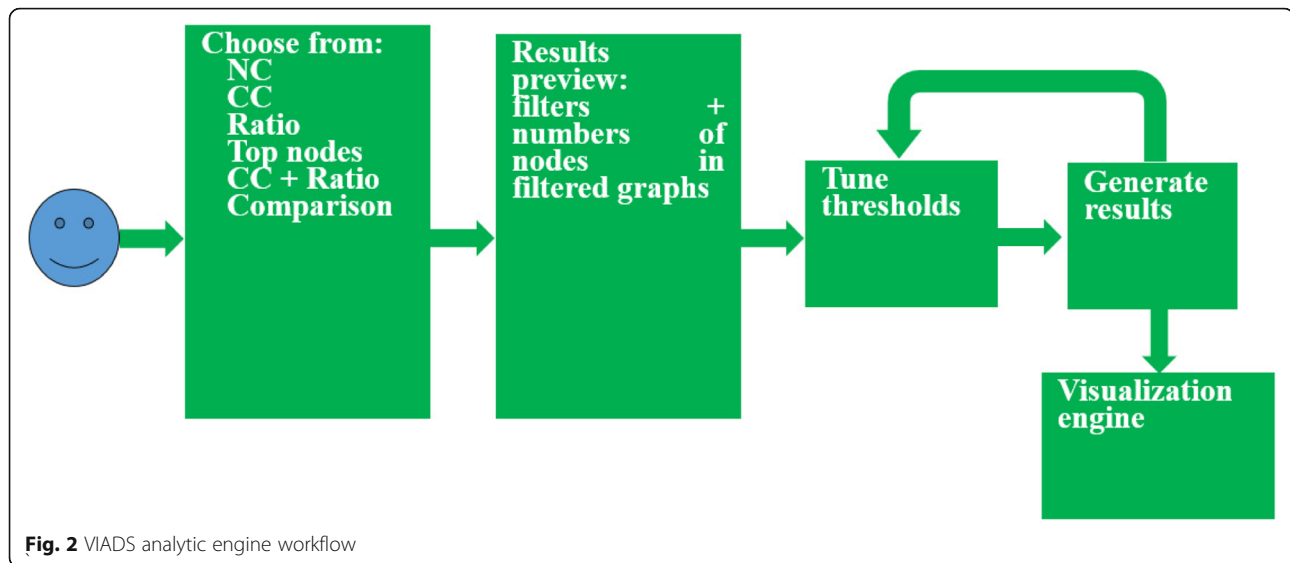 Choose from:
NC
CC
Ratio
Top nodes
CC + Ratio
Comparison
Results
preview:
filters +
numbers of
nodes in
filtered graphs
Tune
thresholds
Generate
results
Visualization
engine
Fig. 2 VIADS analytic engine workflow